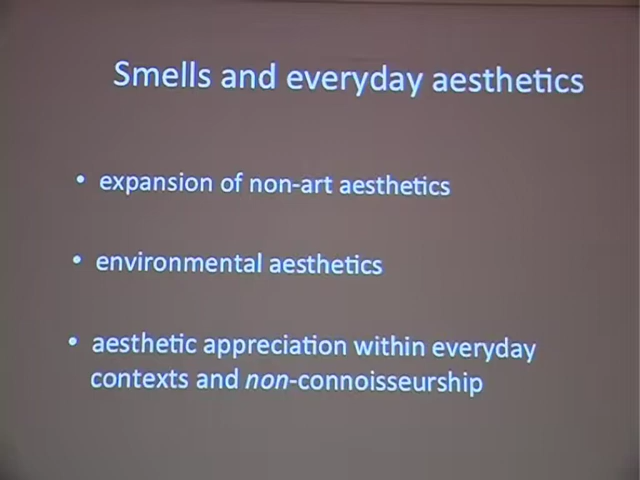 Smells and everyday aesthetics
• expansion of non-art aesthetics
• environmental aesthetics
• aesthetic appreciation within everyday
contexts and non-connoisseurship